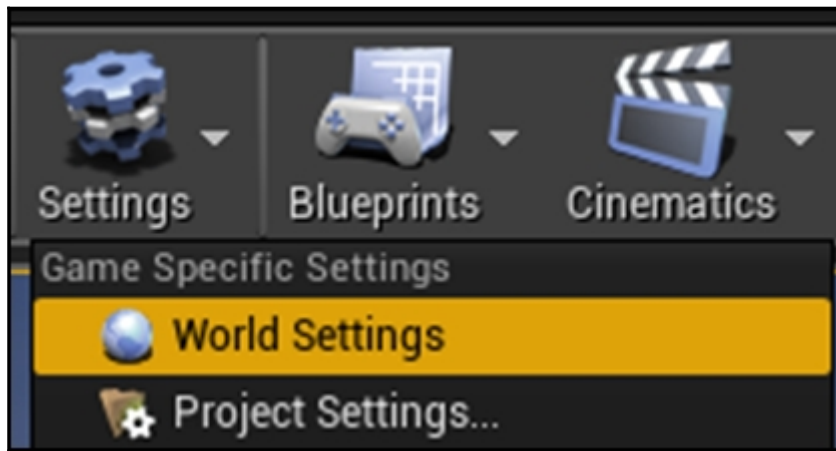 Settings
Blueprints
Cinematics
Game Specific Settings
World Settings
Project Settings...